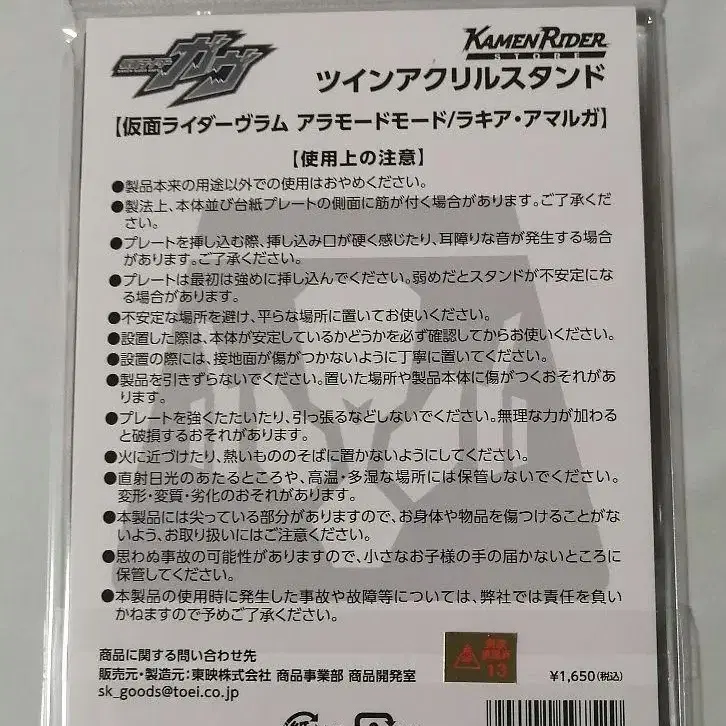 仮面ライダー ガヴ
KAMEN RIDER
STORE
ツインアクリルスタンド
【仮面ライダーヴラム アラモードモード/ラキア・アマルガ】
【使用上の注意】
●製品本来の用途以外での使用はおやめください。
●製法上、本体並び台紙プレートの側面に筋が付く場合があります。ご了承くだ
さい。
●プレートを挿し込む際、挿し込み口が硬く感じたり、耳障りな音が発生する場合
があります。ご了承ください。
●プレートは最初は強めに挿し込んでください。弱めだとスタンドが不安定にな
る場合があります。
●不安定な場所を避け、平らな場所に置いてお使いください。
●設置した際は、本体が安定しているかどうかを必ず確認してからお使いください。
●設置の際には、接地面が傷がつかないように丁寧に置いてください。
●製品を引きずらないでください。置いた場所や製品本体に傷がつくおそれがあ
ります。
●プレートを強くたたいたり、引っ張るなどしないでください。無理な力が加わる
と破損するおそれがあります。
●火に近づけたり、熱いもののそばに置かないようにしてください。
●直射日光のあたるところや、高温・多湿な場所には保管しないでください。
変形・変質・劣化のおそれがあります。
●本製品には尖っている部分がありますので、お身体や物品を傷つけることがな
いよう、お取り扱いにはご注意ください。
●思わぬ事故の可能性がありますので、小さなお子様の手の届かないところに
保管してください。
●本製品の使用時に発生した事故や故障等については、弊社では責任を負い
かねますので予めご了承ください。
商品に関する問い合わせ先
販売元・製造元:東映株式会社 商品事業部 商品開発室
sk_goods@toei.co.jp
13
¥1,650(税込)